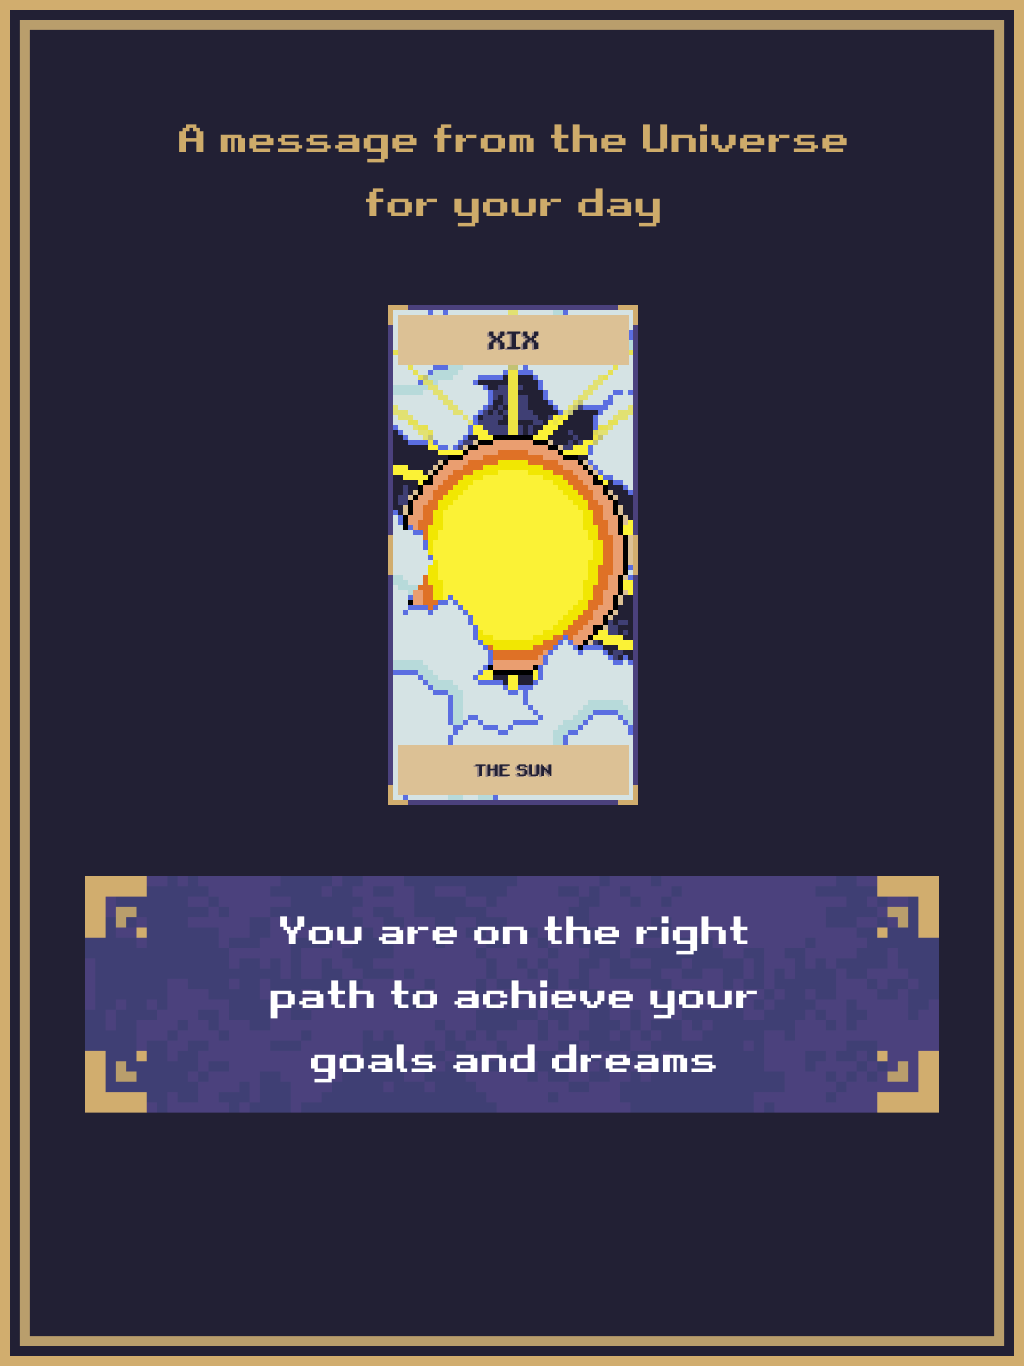 A message from the Universe
for your day
XIX
THE SUN
You are on the right
path to achieve your
goals and dreams